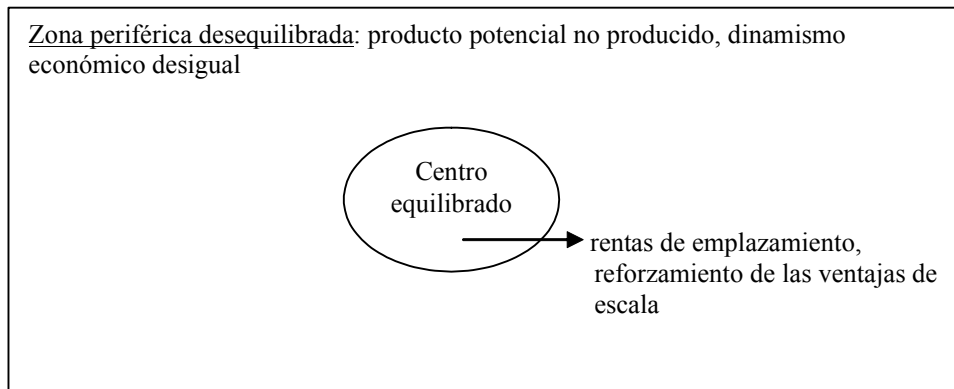 Zona periférica desequilibrada: producto potencial no producido, dinamismo
económico desigual
Centro
equilibrado
rentas de emplazamiento,
reforzamiento de las ventajas de
escala